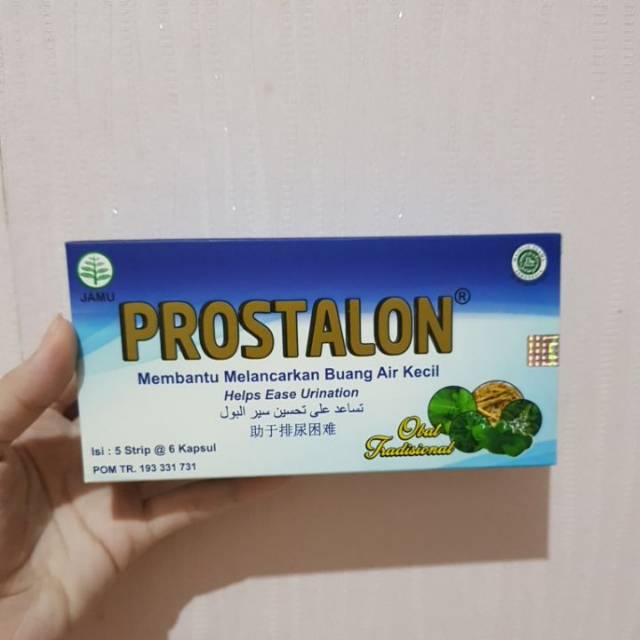 JAMU
PROSTALON®
Membantu Melancarkan Buang Air Kecil
Helps Ease Urination
تساعد على تحسين سير البول
助于排尿困难
Isi : 5 Strip @ 6 Kapsul
POM TR. 193 331 731
Obat
Tradisional